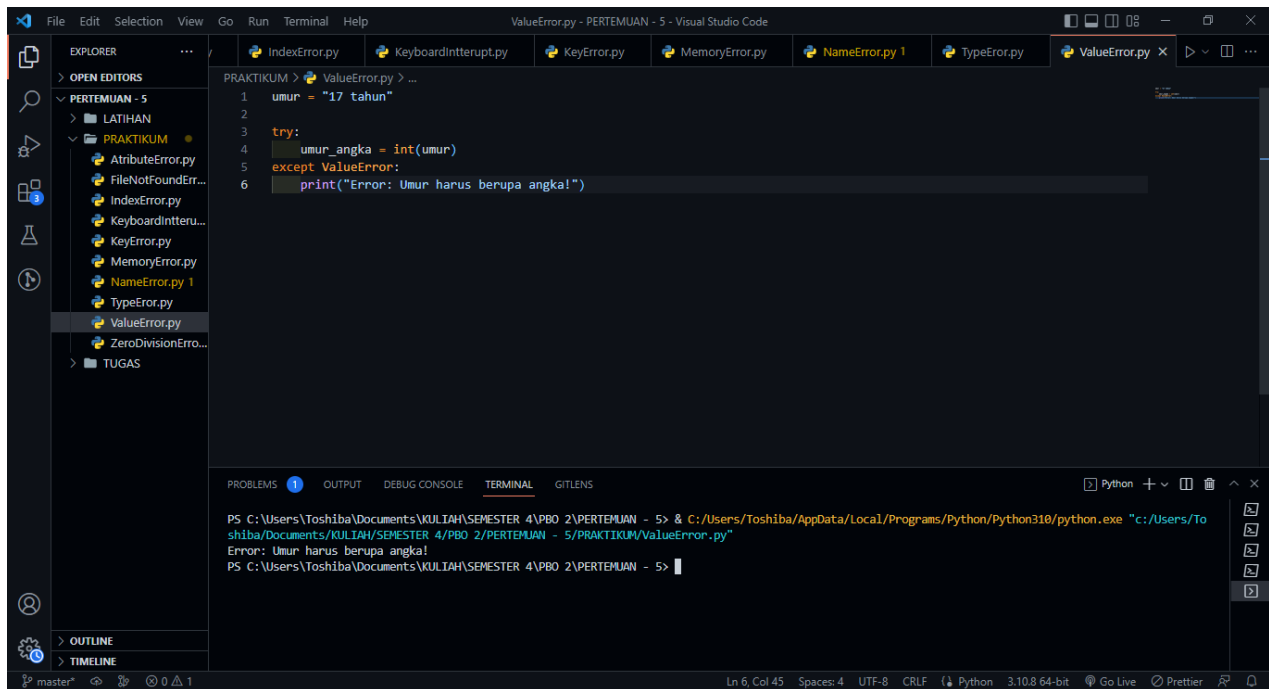 File Edit Selection View Go Run Terminal Help
ValueError.py - PERTEMUAN - 5 - Visual Studio Code
EXPLORER
IndexError.py
KeyboardIntterupt.py
KeyError.py
MemoryError.py
NameError.py 1
TypeEror.py
ValueError.py
OPEN EDITORS
PERTEMUAN - 5
LATIHAN
PRAKTIKUM
AtributeError.py
FileNotFoundErr...
IndexError.py
KeyboardIntteru...
KeyError.py
MemoryError.py
NameError.py 1
TypeEror.py
ValueError.py
ZeroDivisionErro...
TUGAS
OUTLINE
TIMELINE
3
PRAKTIKUM > ValueError.py > ...
1 umur = "17 tahun"
2
3 try:
4 umur_angka = int(umur)
5 except ValueError:
6 print("Error: Umur harus berupa angka!")
PROBLEMS 1 OUTPUT DEBUG CONSOLE TERMINAL GITLENS
Python
PS C:\Users\Toshiba\Documents\KULIAH\SEMESTER 4\PBO 2\PERTEMUAN - 5> & C:/Users/Toshiba/AppData/Local/Programs/Python/Python310/python.exe "c:/Users/To
shiba/Documents/KULIAH/SEMESTER 4/PBO 2/PERTEMUAN - 5/PRAKTIKUM/ValueError.py"
Error: Umur harus berupa angka!
PS C:\Users\Toshiba\Documents\KULIAH\SEMESTER 4\PBO 2\PERTEMUAN - 5>
master* 0 1
Ln 6, Col 45 Spaces: 4 UTF-8 CRLF Python 3.10.8 64-bit Go Live Prettier